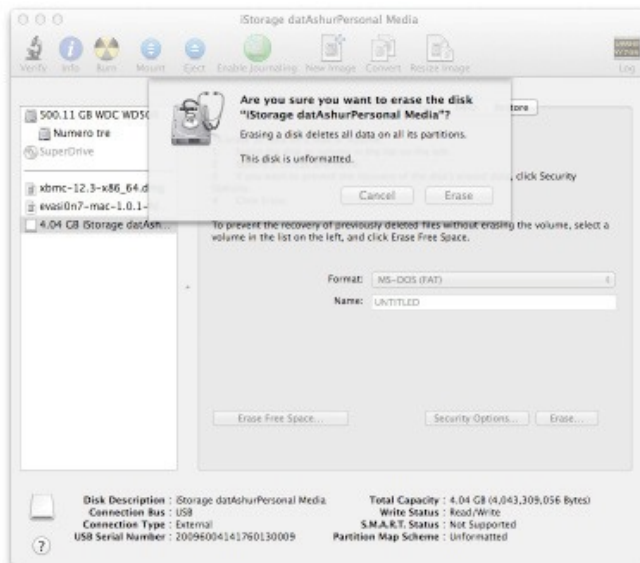 iStorage datAshurPersonal Media
Verify Info Burn Mount Eject Enable Journaling New Image Convert Resize Image Log
500.11 GB WDC WD50
Numero tre
SuperDrive
xbmc-12.3-x86_64.d
evasi0n7-mac-1.0.1-
4.04 GB iStorage datAsh...
Are you sure you want to erase the disk
"iStorage datAshurPersonal Media"?
Erasing a disk deletes all data on all its partitions.
This disk is unformatted.
Cancel Erase
click Security
To prevent the recovery of previously deleted files without erasing the volume, select a
volume in the list on the left, and click Erase Free Space.
Format: MS-DOS (FAT)
Name: UNTITLED
Erase Free Space... Security Options... Erase...
Disk Description : iStorage datAshurPersonal Media
Connection Bus : USB
Connection Type : External
USB Serial Number : 20096004141760130009
Total Capacity : 4.04 GB (4,043,309,056 Bytes)
Write Status : Read/Write
S.M.A.R.T. Status : Not Supported
Partition Map Scheme : Unformatted
?